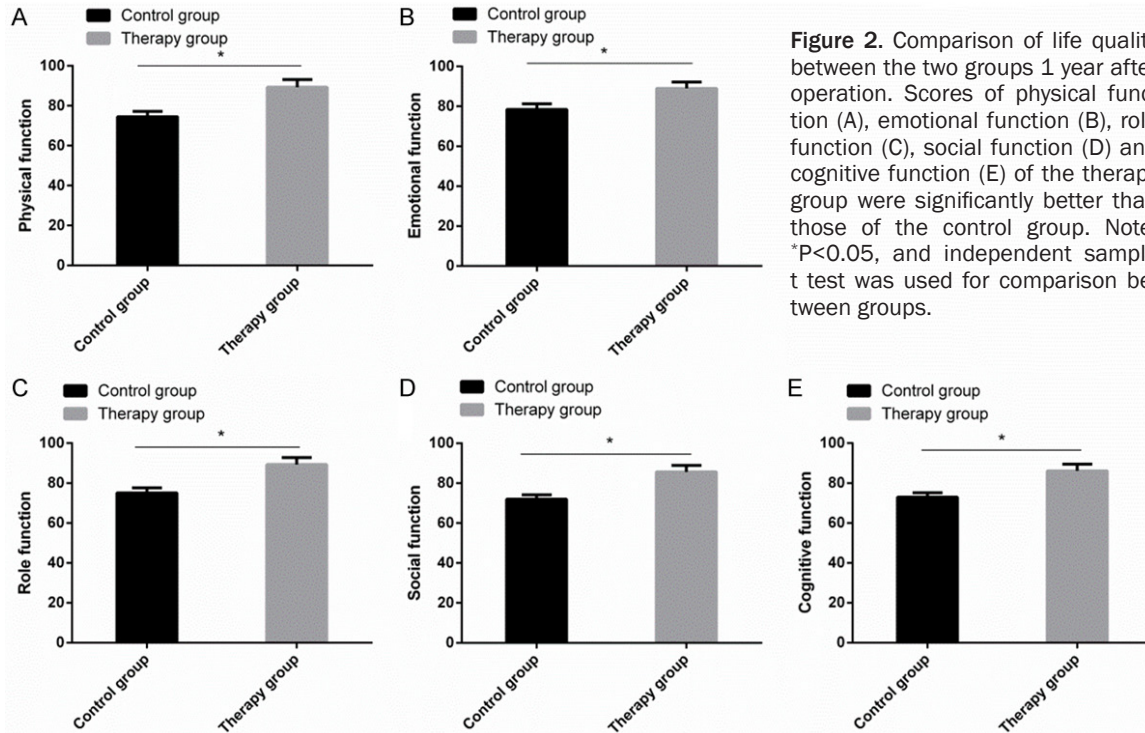 A
Control group
Therapy group
*
Physical function
100
80
60
40
20
0
Control group
Therapy group
B
Control group
Therapy group
*
Emotional function
100
80
60
40
20
0
Control group
Therapy group
Figure 2. Comparison of life qualit
between the two groups 1 year afte
operation. Scores of physical func
tion (A), emotional function (B), rol
function (C), social function (D) an
cognitive function (E) of the therap
group were significantly better tha
those of the control group. Note
*P<0.05, and independent sampl
t test was used for comparison be
tween groups.
C
Control group
Therapy group
*
Role function
100
80
60
40
20
0
Control group
Therapy group
D
Control group
Therapy group
*
Social function
100
80
60
40
20
0
Control group
Therapy group
E
Control group
Therapy group
*
Cognitive function
100
80
60
40
20
0
Control group
Therapy group